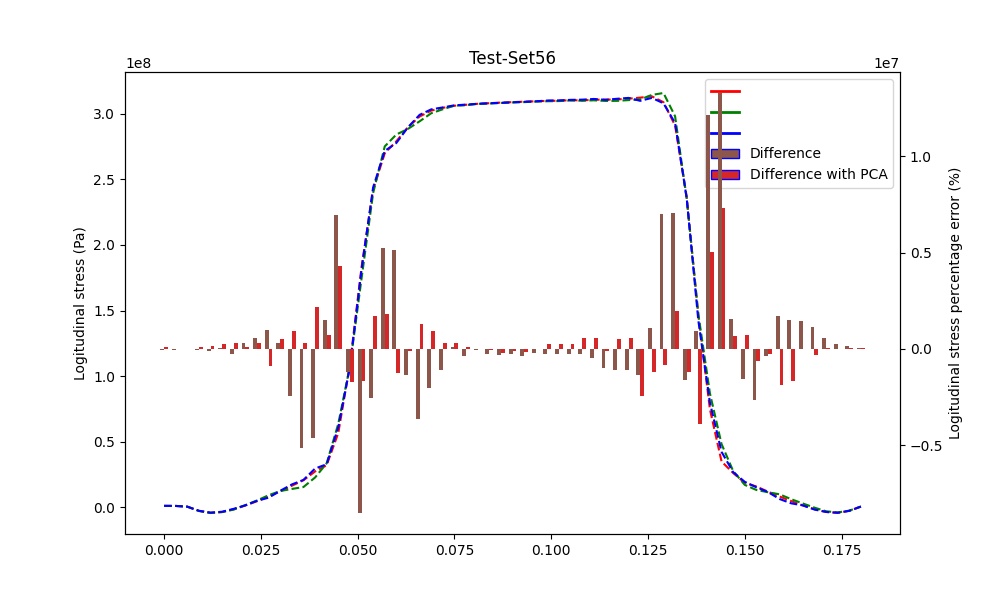 Test-Set56
1e8
1e7
3.0
2.5
2.0
1.5
1.0
0.5
0.0
Logitudinal stress (Pa)
Difference
Difference with PCA
1.0
0.5
0.0
−0.5
Logitudinal stress percentage error (%)
0.000
0.025
0.050
0.075
0.100
0.125
0.150
0.175